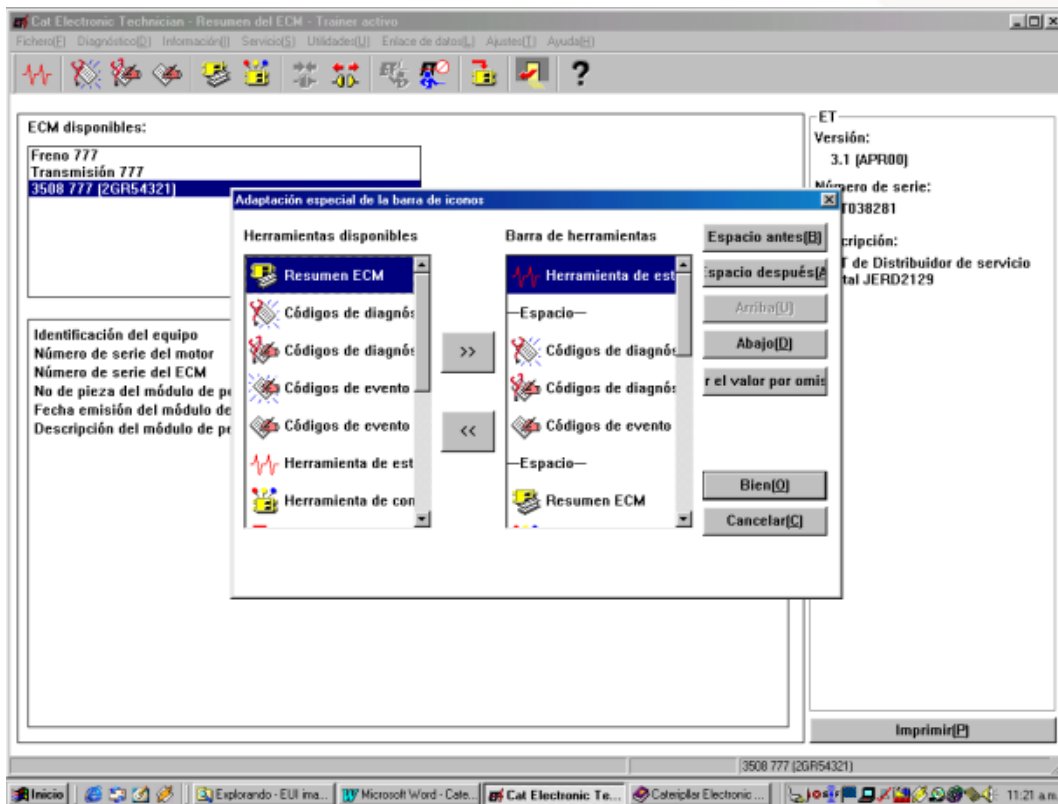 Cat Electronic Technician - Resumen del ECM - Trainer activo
Fichero(F) Diagnóstico(D) Información(I) Servicio(S) Utilidades(U) Enlace de datos(L) Ajustes(T) Ayuda(H)
ECM disponibles:
Freno 777
Transmisión 777
3508 777 (2GR54321)
Identificación del equipo
Número de serie del motor
Número de serie del ECM
No de pieza del módulo de pe
Fecha emisión del módulo de
Descripción del módulo de pe
Adaptación especial de la barra de iconos
Herramientas disponibles
Resumen ECM
Códigos de diagnós
Códigos de diagnós
Códigos de evento
Códigos de evento
Herramienta de est
Herramienta de con
>>
<<
Barra de herramientas
Herramienta de est
—Espacio—
Códigos de diagnós
Códigos de diagnós
Códigos de evento
—Espacio—
Resumen ECM
Espacio antes(B)
spacio después(A
Arriba(U)
Abajo(D)
r el valor por omis
Bien(O)
Cancelar(C)
ET
Versión:
3.1 (APR00)
Número de serie:
T038281
cripción:
T de Distribuidor de servicio
tal JERD2129
Imprimir(P)
3508 777 (2GR54321)
Inicio Explorando - EUI ima... Microsoft Word - Cate... Cat Electronic Te... Caterpilar Electronic ... 11:21 a.m.